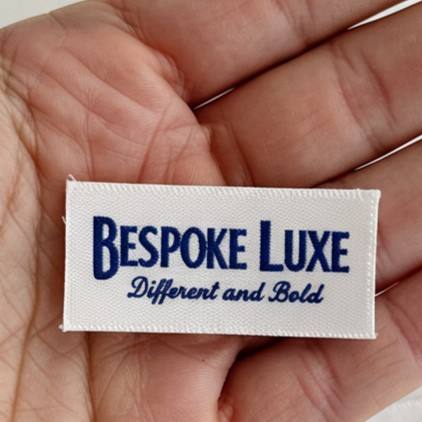 BESPOKE LUXE
Different and Bold